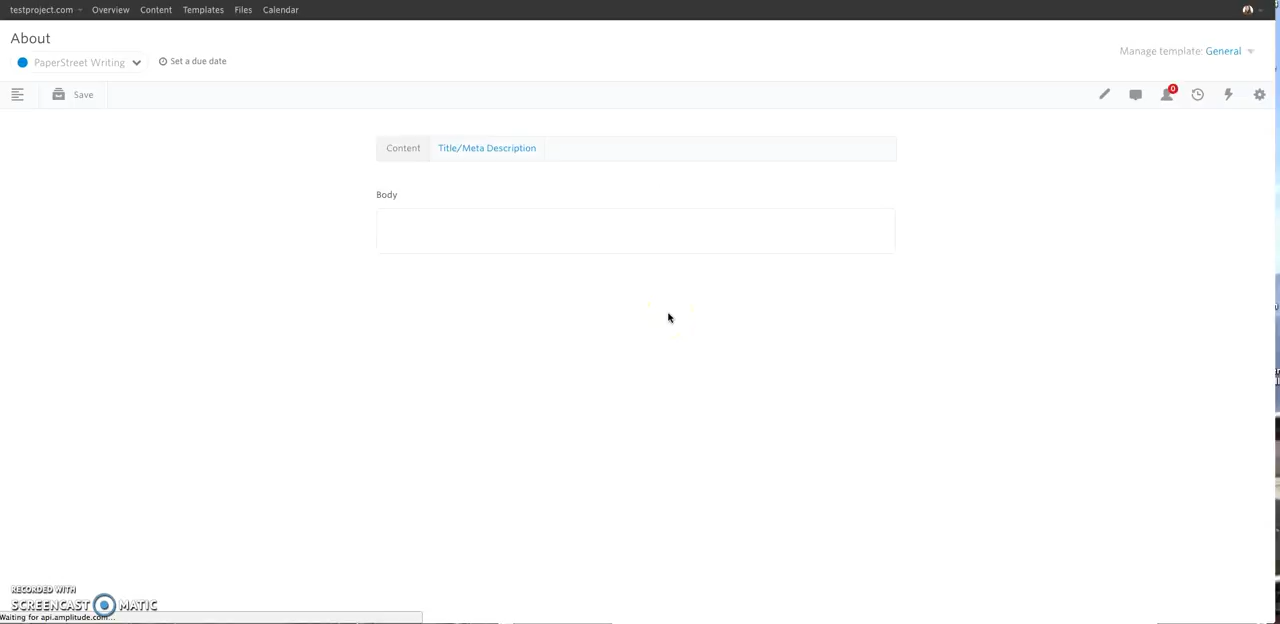 testproject.com Overview Content Templates Files Calendar
About
PaperStreet Writing Set a due date
Manage template: General
Save
0
Content Title/Meta Description
Body
RECORDED WITH
SCREENCAST MATIC
Waiting for api.amplitude.com...